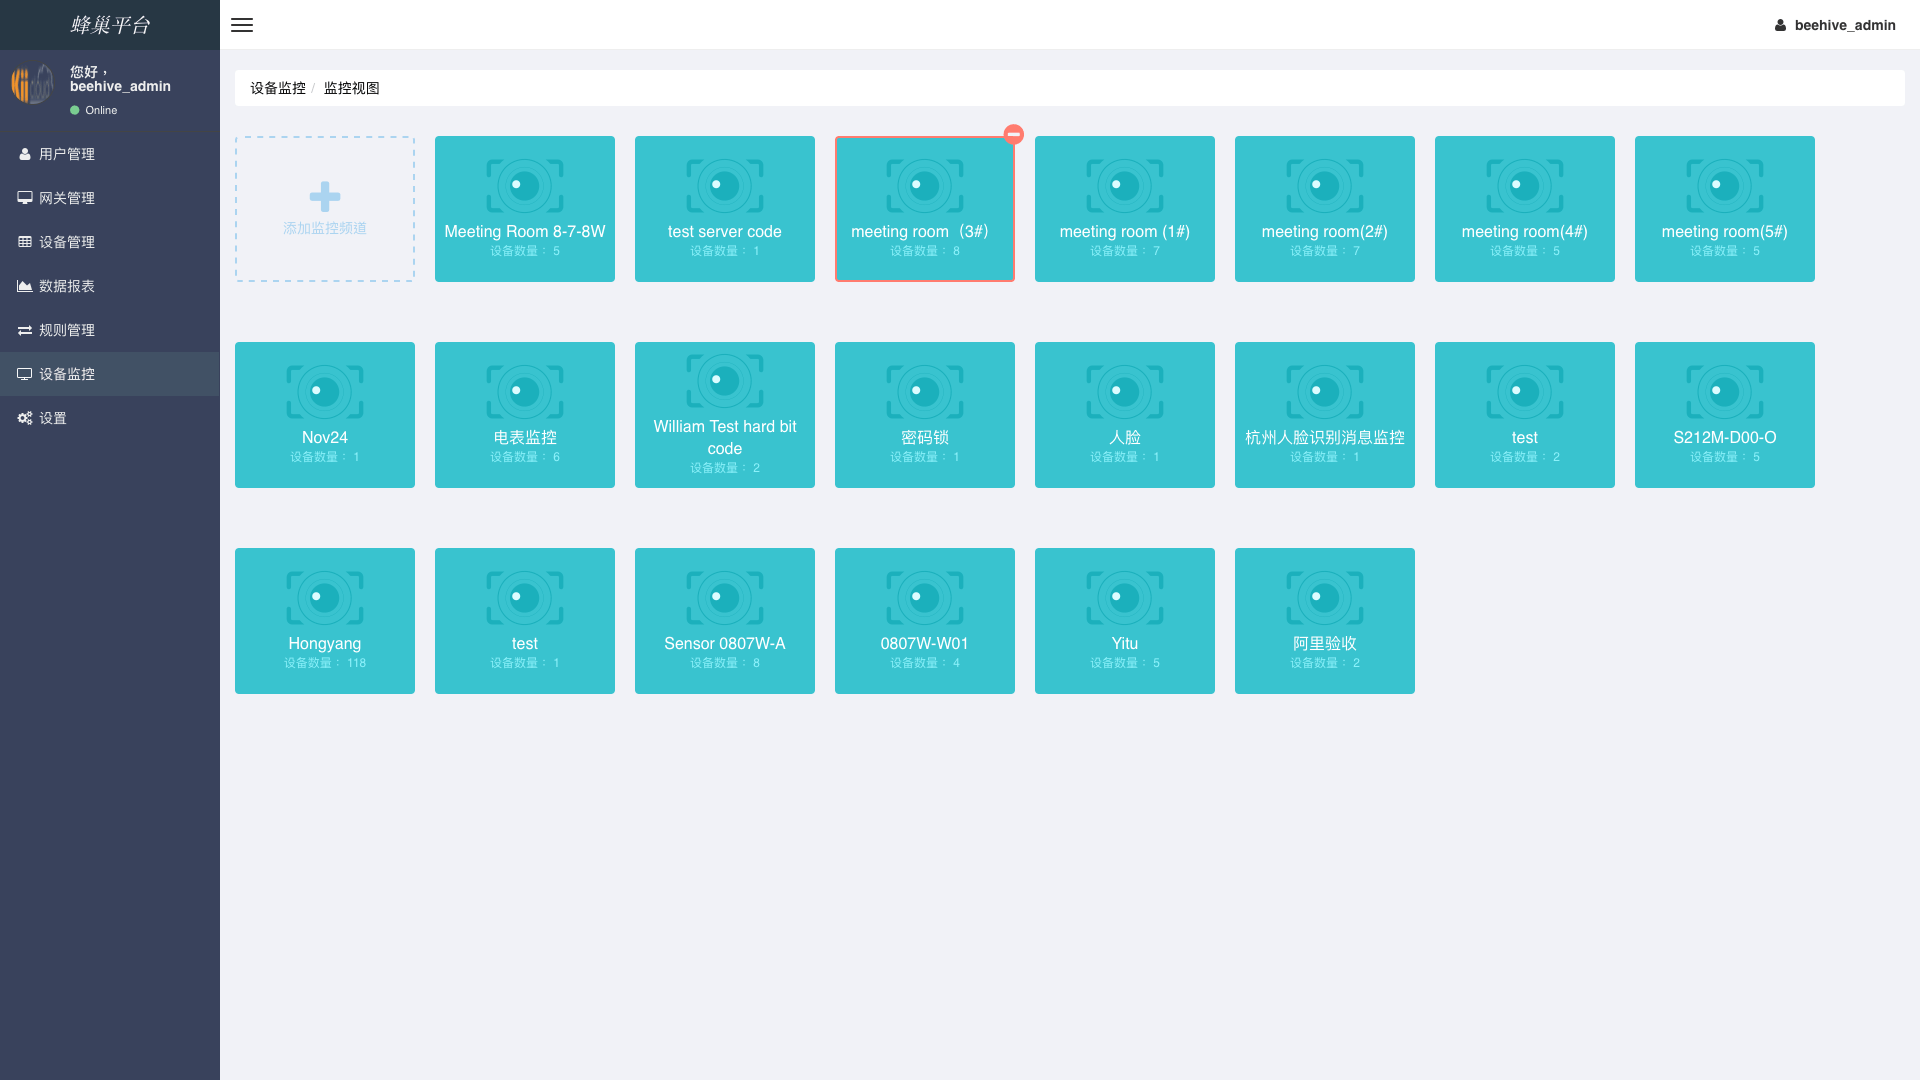 蜂巢平台
beehive_admin
您好，
beehive_admin
Online
用户管理
网关管理
设备管理
数据报表
规则管理
设备监控
设置
设备监控 / 监控视图
添加监控频道
Meeting Room 8-7-8W
设备数量： 5
test server code
设备数量： 1
meeting room（3#）
设备数量： 8
meeting room (1#)
设备数量： 7
meeting room(2#)
设备数量： 7
meeting room(4#)
设备数量： 5
meeting room(5#)
设备数量： 5
Nov24
设备数量： 1
电表监控
设备数量： 6
William Test hard bit
code
设备数量： 2
密码锁
设备数量： 1
人脸
设备数量： 1
杭州人脸识别消息监控
设备数量： 1
test
设备数量： 2
S212M-D00-O
设备数量： 5
Hongyang
设备数量： 118
test
设备数量： 1
Sensor 0807W-A
设备数量： 8
0807W-W01
设备数量： 4
Yitu
设备数量： 5
阿里验收
设备数量： 2